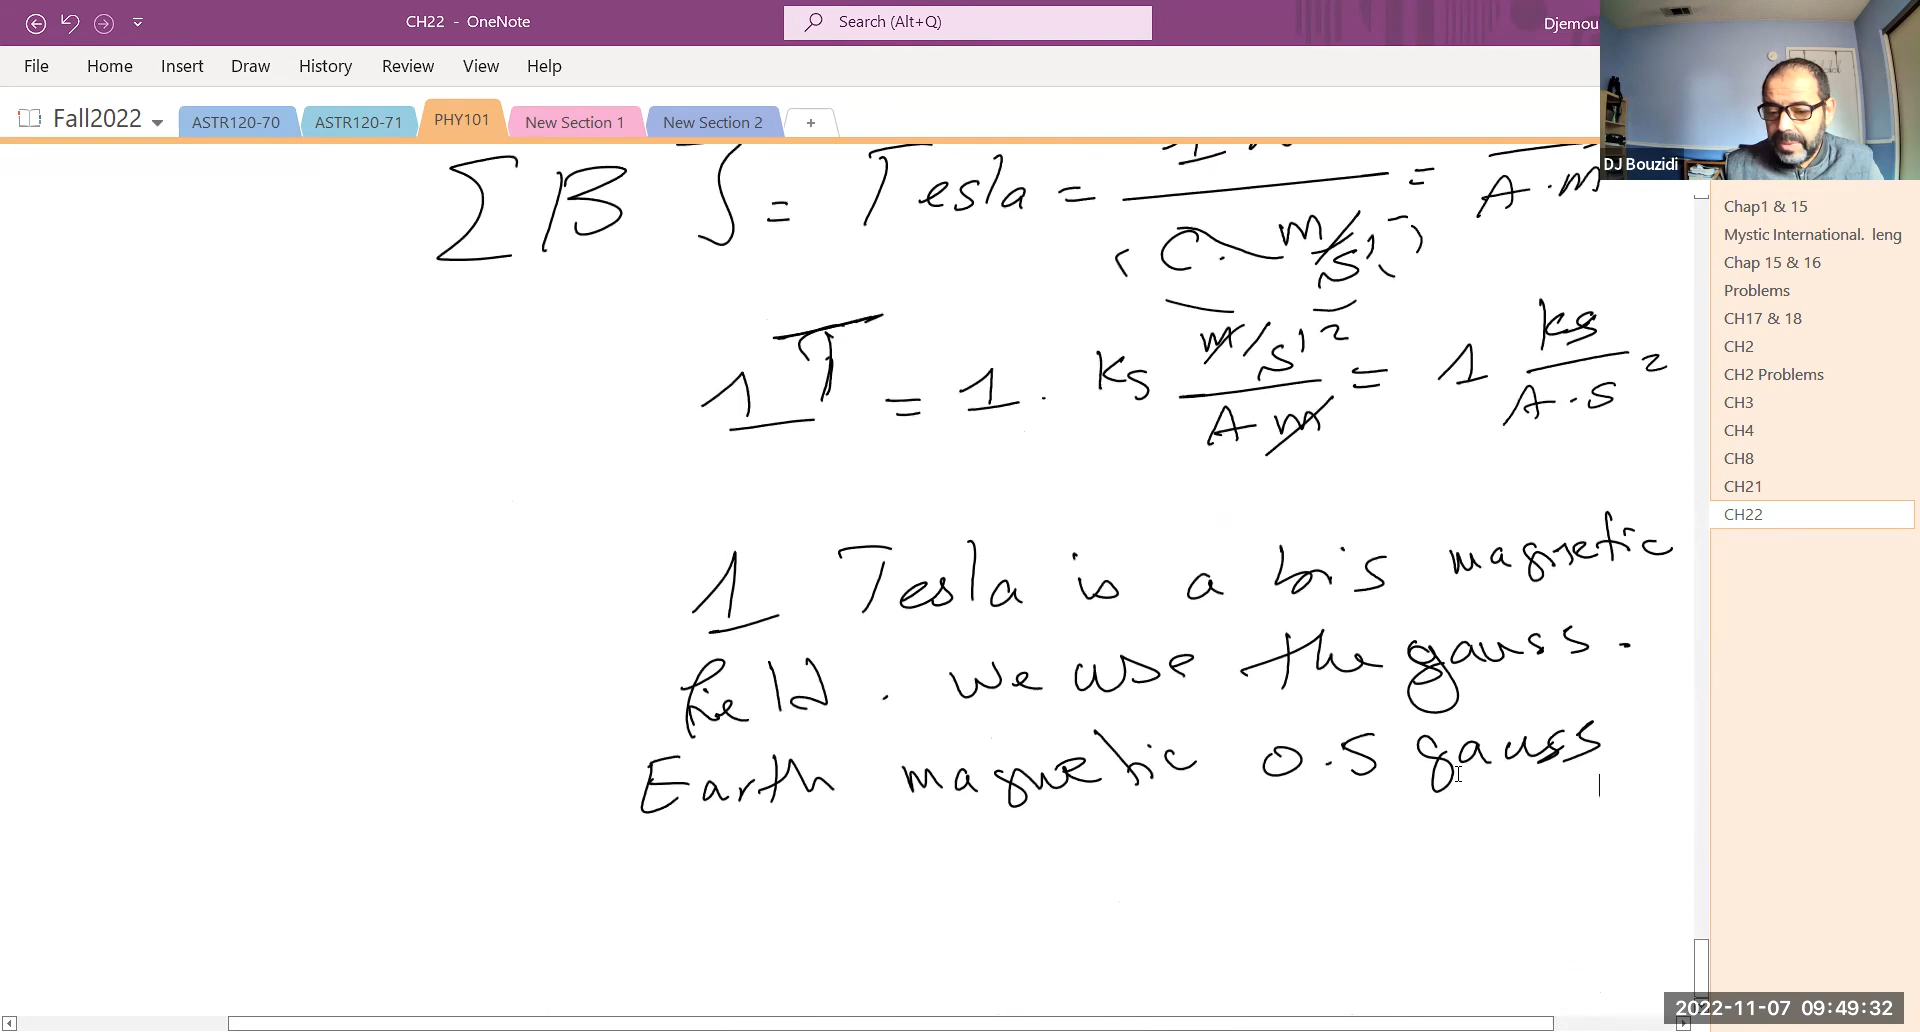 CH22 - OneNote
Search (Alt+Q)
Djemou
File Home Insert Draw History Review View Help
Fall2022
ASTR120-70 ASTR120-71 PHY101 New Section 1 New Section 2 +
DJ Bouzidi
Chap1 & 15
Mystic International. leng
Chap 15 & 16
Problems
CH17 & 18
CH2
CH2 Problems
CH3
CH4
CH8
CH21
CH22
[B] = Tesla = / (C. m/s) = / A.m
1 T = 1. kg m/s² / A m = 1 kg / A.s²
1 Tesla is a big magnetic
field. We use the gauss.
Earth magnetic 0.5 gauss
2022-11-07 09:49:32